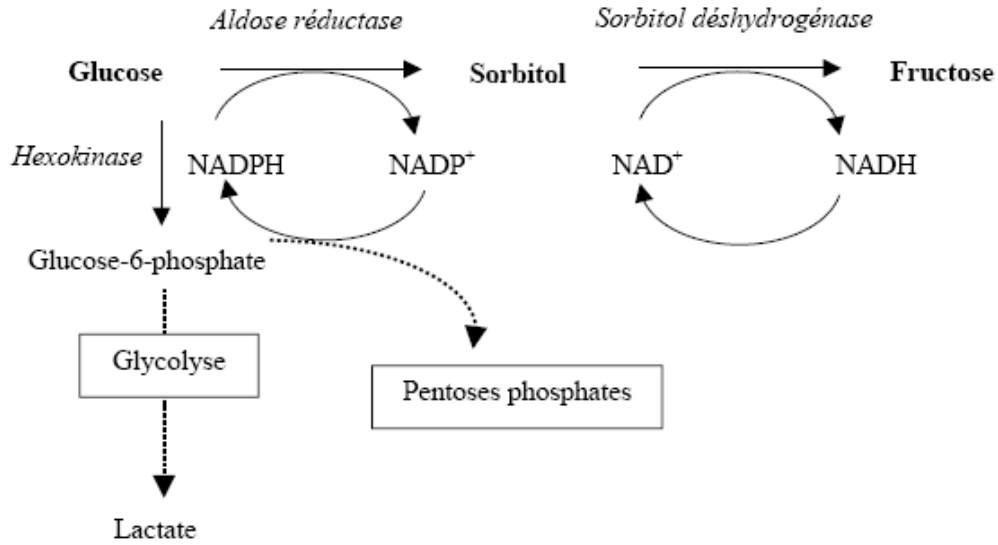 Aldose réductase Sorbitol déshydrogénase
Glucose Sorbitol Fructose
Hexokinase NADPH NADP⁺ NAD⁺ NADH
Glucose-6-phosphate
Glycolyse
Pentoses phosphates
Lactate